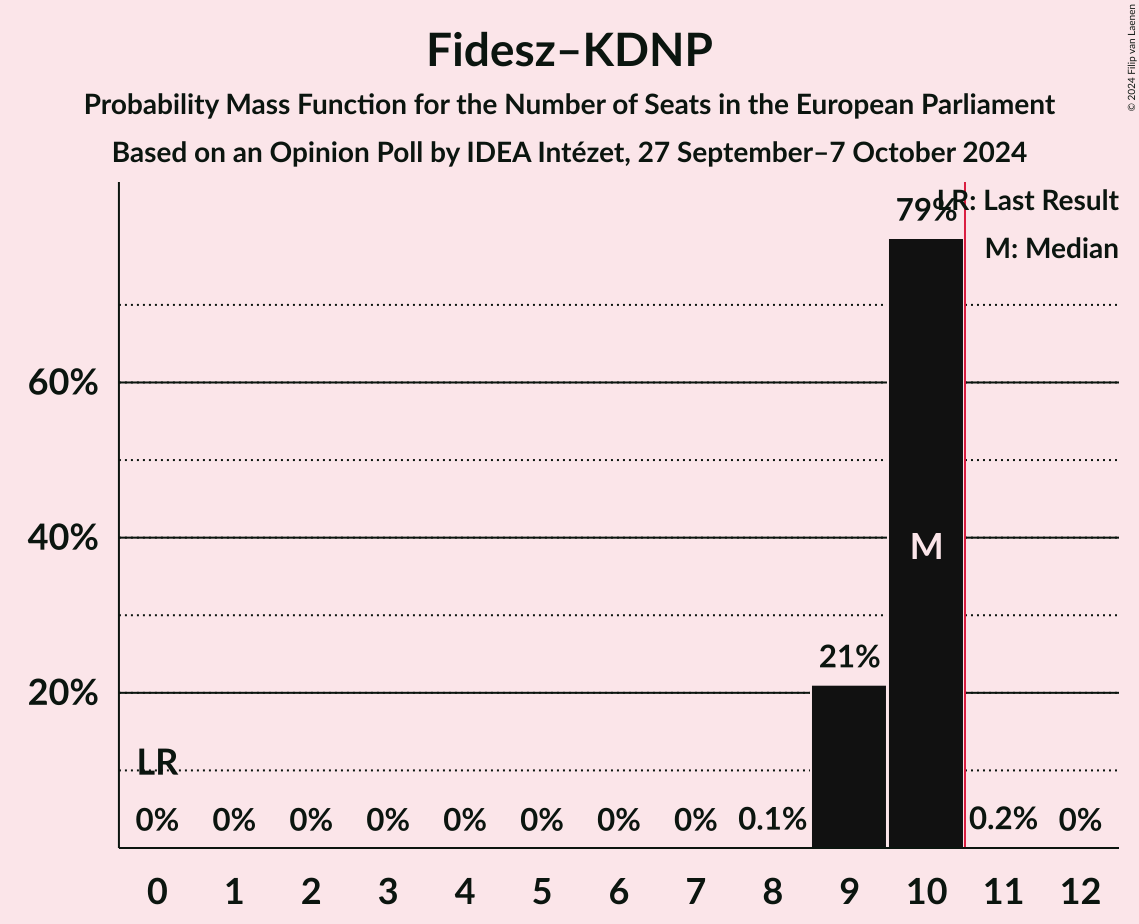 Fidesz–KDNP
Probability Mass Function for the Number of Seats in the European Parliament
Based on an Opinion Poll by IDEA Intézet, 27 September–7 October 2024
© 2024 Filip van Laenen
LR: Last Result
M: Median
79%
60%
40%
20%
M
21%
LR
0% 0% 0% 0% 0% 0% 0% 0% 0.1% 0.2% 0%
0 1 2 3 4 5 6 7 8 9 10 11 12